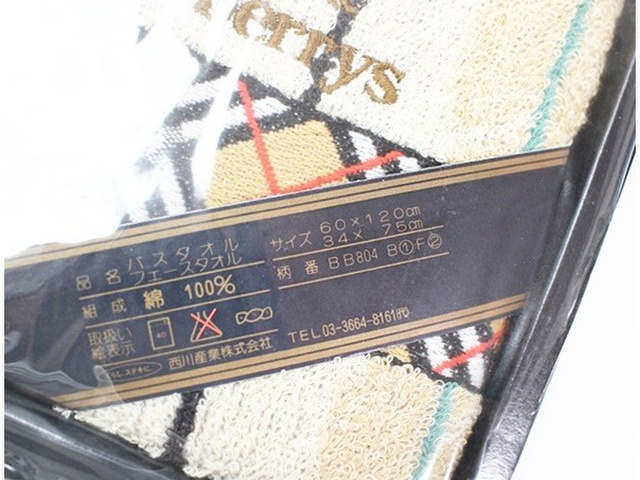 errys
品名 バスタオル
フェースタオル
サイズ 60×120cm
34× 75cm
組成 綿 100%
柄番 BB804 B①F②
取扱い
絵表示
40
TEL03-3664-8161代
西川産業株式会社